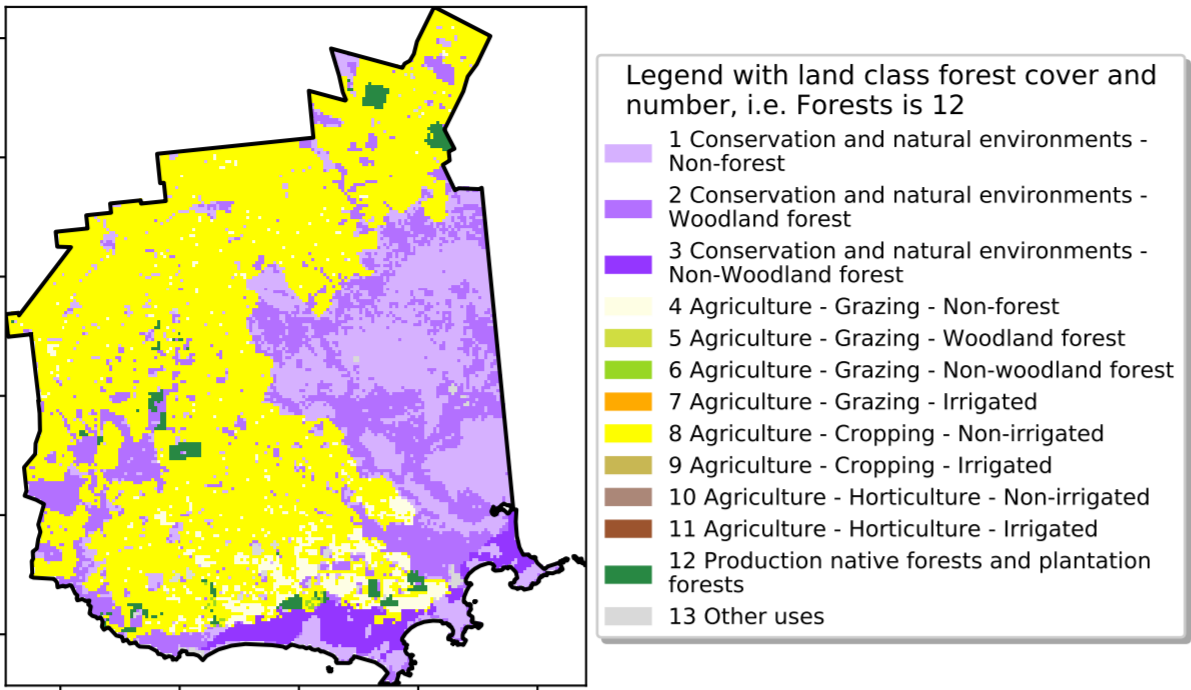 Legend with land class forest cover and
number, i.e. Forests is 12
1 Conservation and natural environments -
Non-forest
2 Conservation and natural environments -
Woodland forest
3 Conservation and natural environments -
Non-Woodland forest
4 Agriculture - Grazing - Non-forest
5 Agriculture - Grazing - Woodland forest
6 Agriculture - Grazing - Non-woodland forest
7 Agriculture - Grazing - Irrigated
8 Agriculture - Cropping - Non-irrigated
9 Agriculture - Cropping - Irrigated
10 Agriculture - Horticulture - Non-irrigated
11 Agriculture - Horticulture - Irrigated
12 Production native forests and plantation
forests
13 Other uses